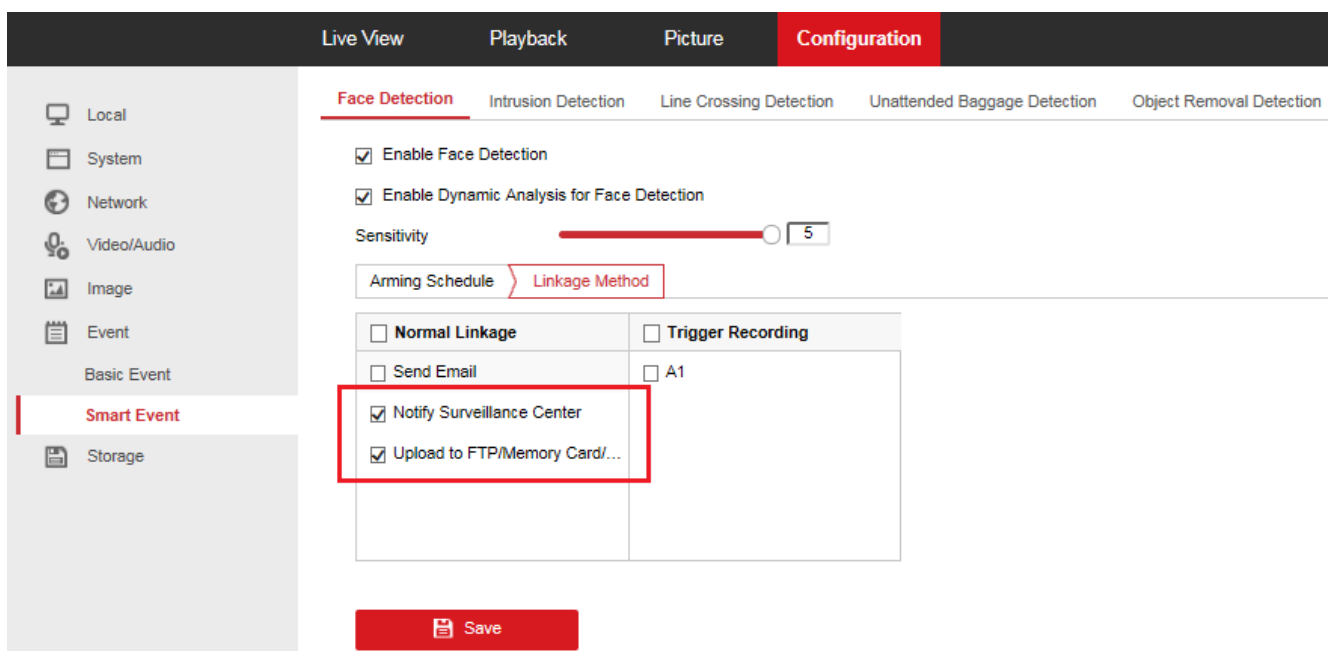 Live View Playback Picture Configuration
Face Detection Intrusion Detection Line Crossing Detection Unattended Baggage Detection Object Removal Detection
Local
System
Network
Video/Audio
Image
Event
Basic Event
Smart Event
Storage
Enable Face Detection
Enable Dynamic Analysis for Face Detection
Sensitivity 5
Arming Schedule Linkage Method
Normal Linkage Trigger Recording
Send Email A1
Notify Surveillance Center
Upload to FTP/Memory Card/...
Save